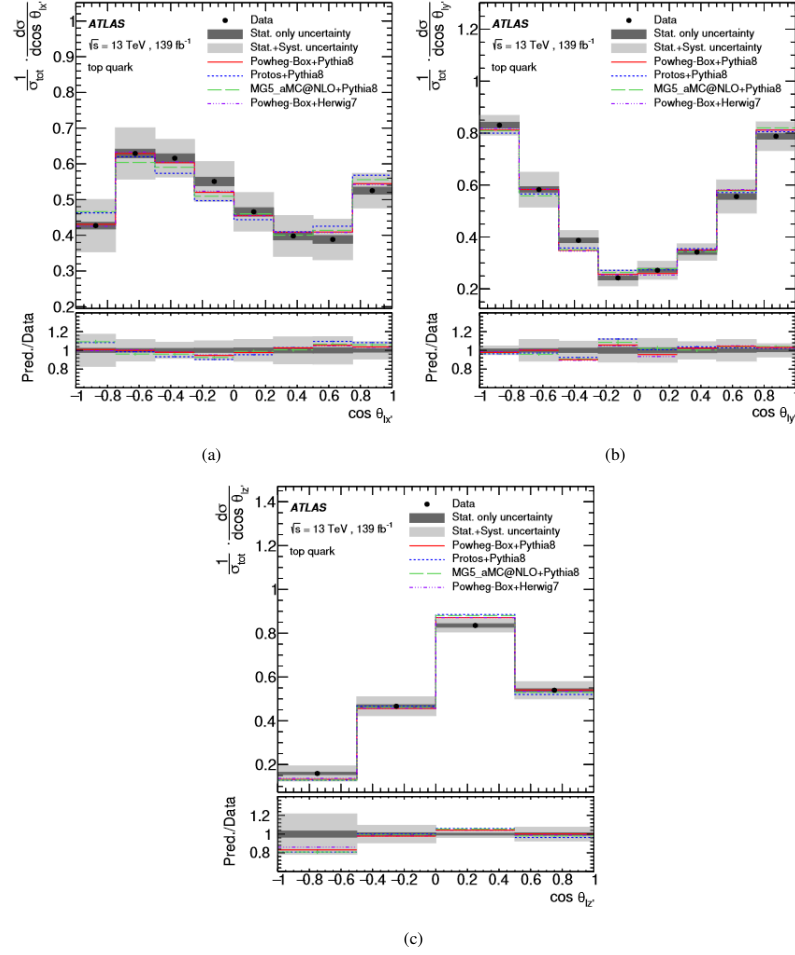 ATLAS
√s = 13 TeV , 139 fb⁻¹
top quark
Data
Stat. only uncertainty
Stat.+Syst. uncertainty
Powheg-Box+Pythia8
Protos+Pythia8
MG5_aMC@NLO+Pythia8
Powheg-Box+Herwig7
1/σtot · dσ/dcos θlx'
1
0.9
0.8
0.7
0.6
0.5
0.4
0.3
0.2
Pred./Data
1.2
1
0.8
−1 −0.8 −0.6 −0.4 −0.2 0 0.2 0.4 0.6 0.8 1
cos θlx'
(a)
ATLAS
√s = 13 TeV , 139 fb⁻¹
top quark
Data
Stat. only uncertainty
Stat.+Syst. uncertainty
Powheg-Box+Pythia8
Protos+Pythia8
MG5_aMC@NLO+Pythia8
Powheg-Box+Herwig7
1/σtot · dσ/dcos θly'
1.2
1
0.8
0.6
0.4
0.2
Pred./Data
1.2
1
0.8
−1 −0.8 −0.6 −0.4 −0.2 0 0.2 0.4 0.6 0.8 1
cos θly'
(b)
ATLAS
√s = 13 TeV , 139 fb⁻¹
top quark
Data
Stat. only uncertainty
Stat.+Syst. uncertainty
Powheg-Box+Pythia8
Protos+Pythia8
MG5_aMC@NLO+Pythia8
Powheg-Box+Herwig7
1/σtot · dσ/dcos θlz'
1.4
1.2
1
0.8
0.6
0.4
0.2
Pred./Data
1.2
1
0.8
−1 −0.8 −0.6 −0.4 −0.2 0 0.2 0.4 0.6 0.8 1
cos θlz'
(c)